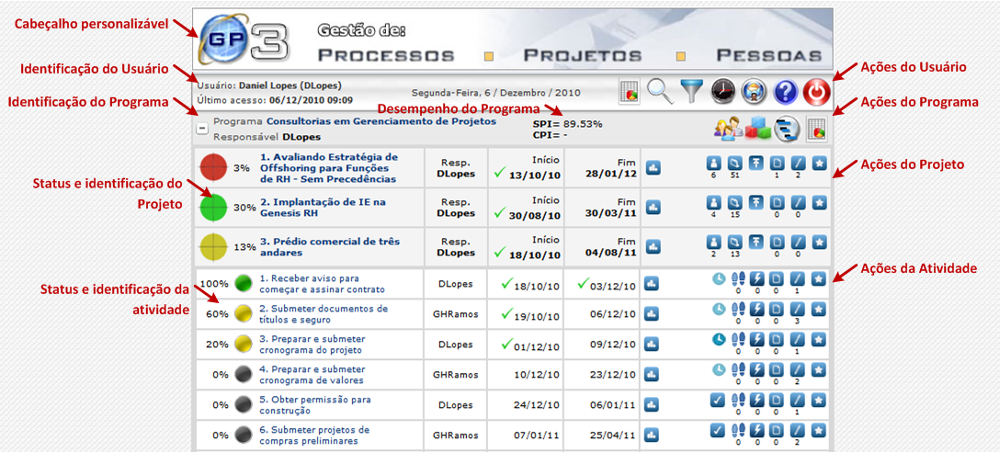 Cabeçalho personalizável
GP3
Gestão de:
PROCESSOS PROJETOS PESSOAS
Identificação do Usuário
Usuário: Daniel Lopes (DLopes)
Último acesso: 06/12/2010 09:09
Segunda-Feira, 6 / Dezembro / 2010
Ações do Usuário
Identificação do Programa
Desempenho do Programa
Ações do Programa
Programa Consultorias em Gerenciamento de Projetos
Responsável DLopes
SPI= 89.53%
CPI= -
Status e identificação do
Projeto
Ações do Projeto
3% 1. Avaliando Estratégia de
Offshoring para Funções
de RH - Sem Precedências
Resp.
DLopes
Início
13/10/10
Fim
28/01/12
6 51 1 2
30% 2. Implantação de IE na
Genesis RH
Resp.
DLopes
Início
30/08/10
Fim
30/03/11
4 15 0 0
13% 3. Prédio comercial de três
andares
Resp.
DLopes
Início
18/10/10
Fim
04/08/11
2 13 0 0
Status e identificação da
atividade
Ações da Atividade
100% 1. Receber aviso para
começar e assinar contrato
DLopes 18/10/10 03/12/10
0 0 0 1
60% 2. Submeter documentos de
títulos e seguro
GHRamos 19/10/10 06/12/10
0 0 0 3
20% 3. Preparar e submeter
cronograma do projeto
DLopes 01/12/10 09/12/10
0 0 0 1
0% 4. Preparar e submeter
cronograma de valores
GHRamos 10/12/10 23/12/10
0 0 0 2
0% 5. Obter permissão para
construção
DLopes 24/12/10 06/01/11
0 0 0 1
0% 6. Submeter projetos de
compras preliminares
GHRamos 07/01/11 25/04/11
0 0 0 2